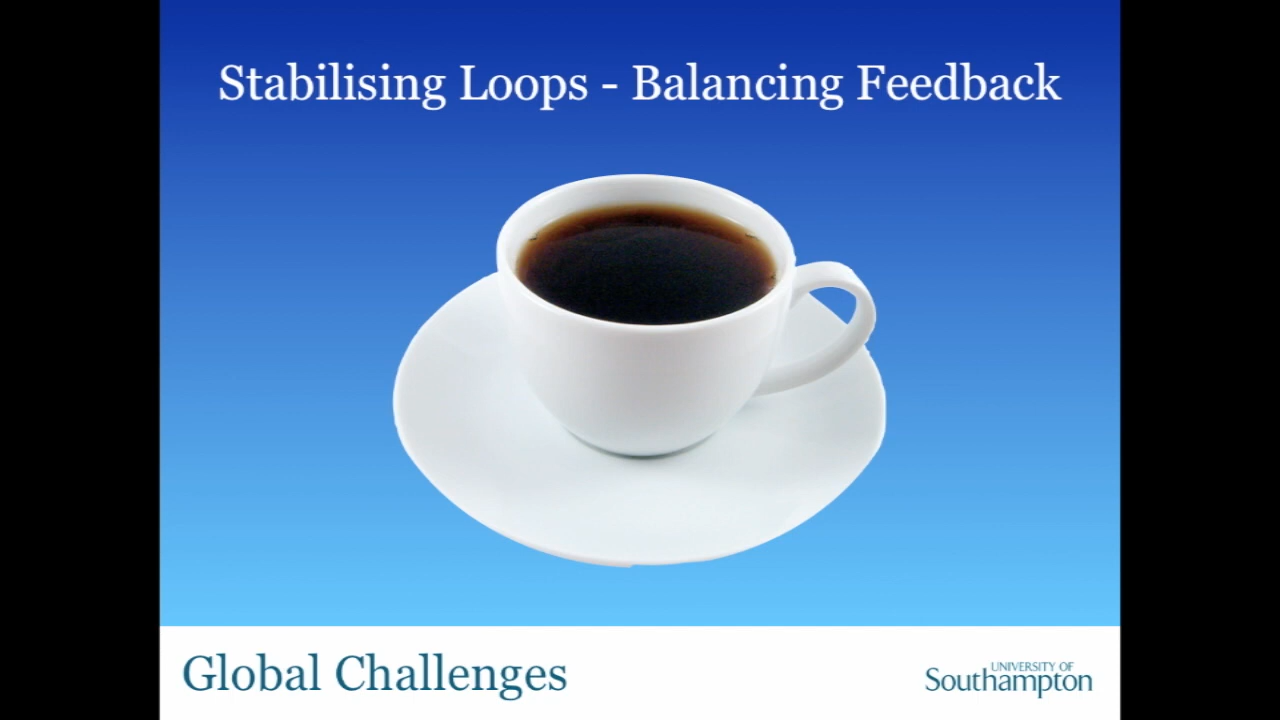 Stabilising Loops - Balancing Feedback
Global Challenges
UNIVERSITY OF
Southampton